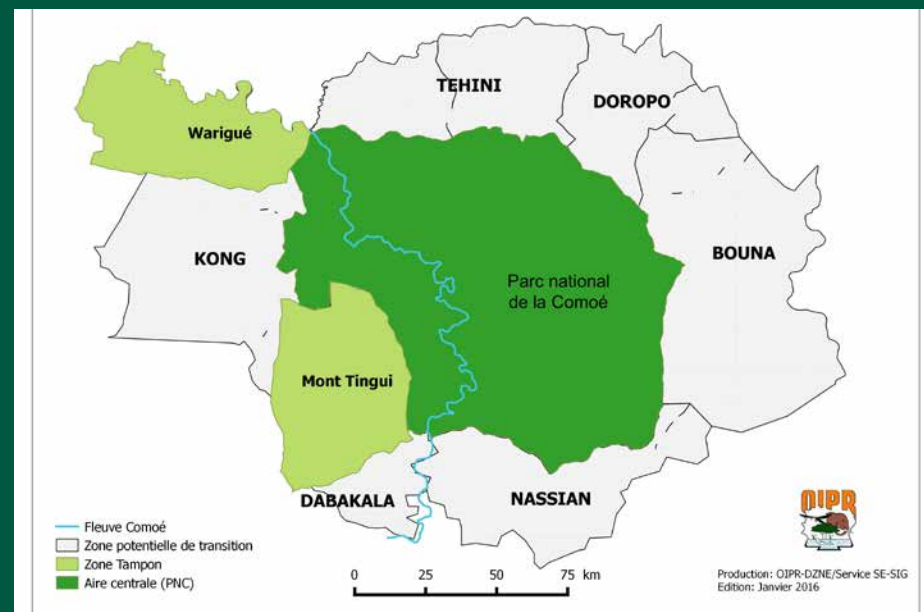 TEHINI
DOROPO
Warigué
KONG
BOUNA
Parc national
de la Comoé
Mont Tingui
DABAKALA
NASSIAN
Fleuve Comoé
Zone potentielle de transition
Zone Tampon
Aire centrale (PNC)
0 25 50 75 km
OIPR
Production: OIPR-DZNE/Service SE-SIG
Edition: Janvier 2016